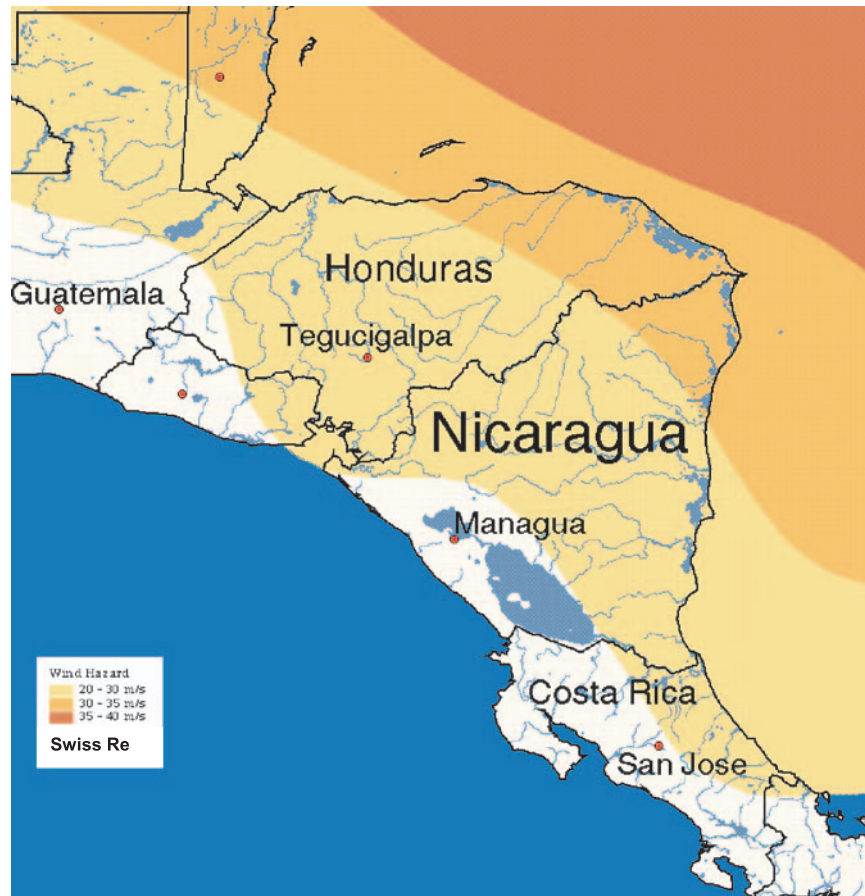 Honduras
Guatemala
Tegucigalpa
Nicaragua
Managua
Costa Rica
San Jose
Wind Hazard
20 - 30 m/s
30 - 35 m/s
35 - 40 m/s
Swiss Re